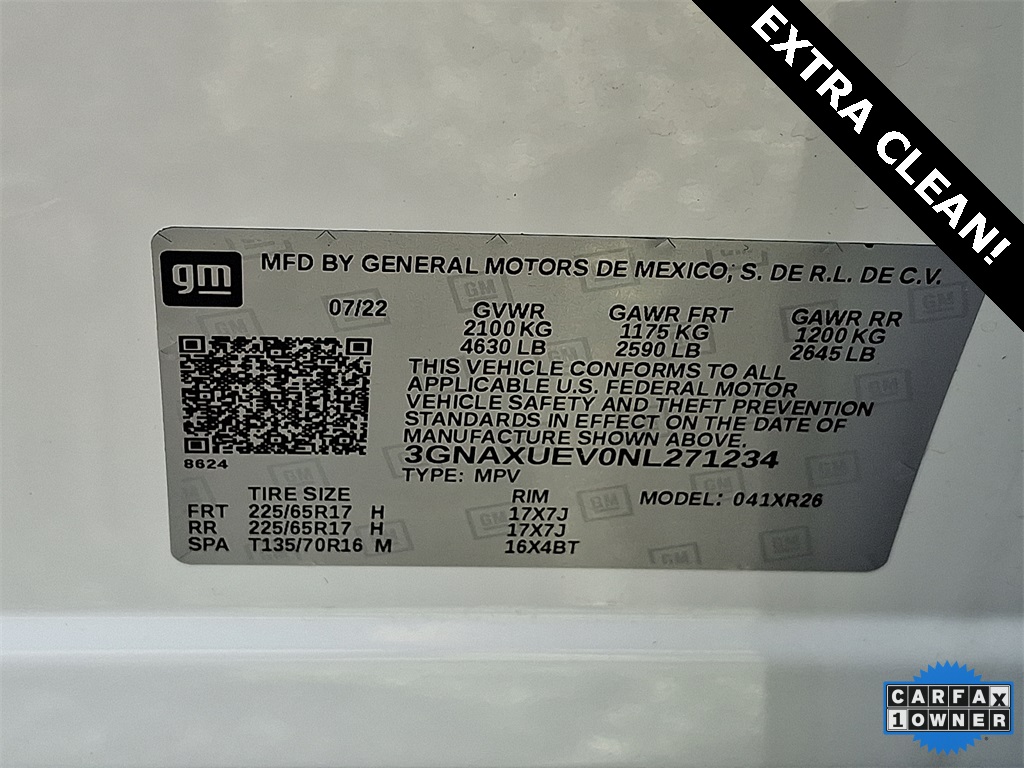 EXTRA CLEAN!
gm
MFD BY GENERAL MOTORS DE MEXICO, S. DE R.L. DE C.V.
07/22 GVWR GAWR FRT GAWR RR
2100 KG 1175 KG 1200 KG
4630 LB 2590 LB 2645 LB
THIS VEHICLE CONFORMS TO ALL
APPLICABLE U.S. FEDERAL MOTOR
VEHICLE SAFETY AND THEFT PREVENTION
STANDARDS IN EFFECT ON THE DATE OF
MANUFACTURE SHOWN ABOVE.
8624
3GNAXUEV0NL271234
TYPE: MPV
TIRE SIZE RIM MODEL: 041XR26
FRT 225/65R17 H 17X7J
RR 225/65R17 H 17X7J
SPA T135/70R16 M 16X4BT
CARFAX
1 OWNER